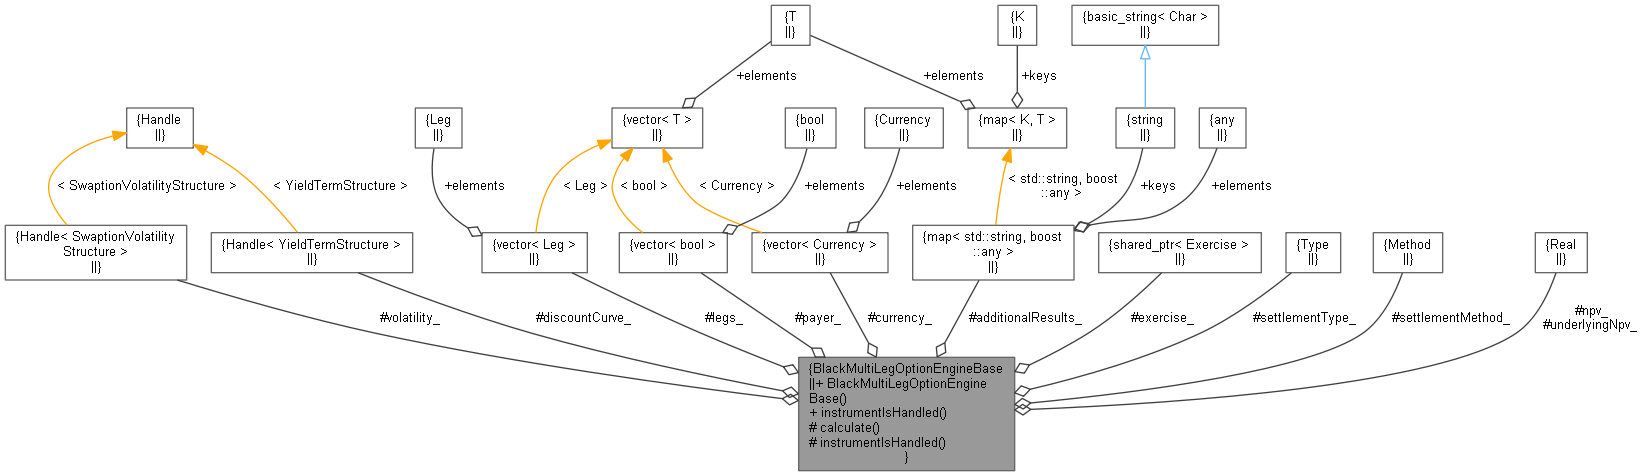 {T
||}
{K
||}
{basic_string< Char >
||}
+elements
+elements
+keys
{Handle
||}
{Leg
||}
{vector< T >
||}
{bool
||}
{Currency
||}
{map< K, T >
||}
{string
||}
{any
||}
< SwaptionVolatilityStructure >
< YieldTermStructure >
+elements
< Leg >
< bool >
< Currency >
+elements
+elements
< std::string, boost
::any >
+keys
+elements
{Handle< SwaptionVolatility
Structure >
||}
{Handle< YieldTermStructure >
||}
{vector< Leg >
||}
{vector< bool >
||}
{vector< Currency >
||}
{map< std::string, boost
::any >
||}
{shared_ptr< Exercise >
||}
{Type
||}
{Method
||}
{Real
||}
#volatility_
#discountCurve_
#legs_
#payer_
#currency_
#additionalResults_
#exercise_
#settlementType_
#settlementMethod_
#npv_
#underlyingNpv_
{BlackMultiLegOptionEngineBase
||+ BlackMultiLegOptionEngine
Base()
+ instrumentIsHandled()
# calculate()
# instrumentIsHandled()
}